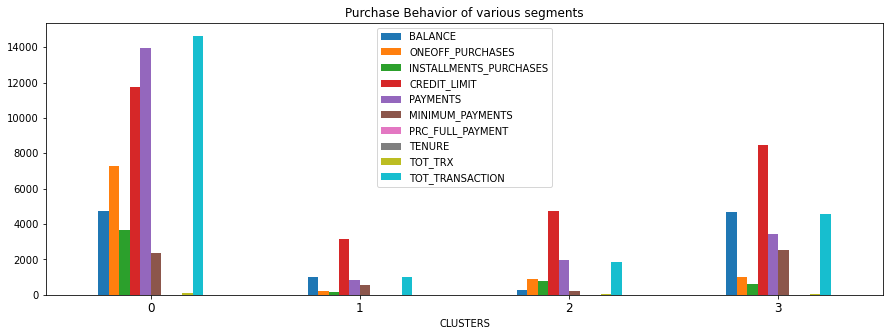 Purchase Behavior of various segments
14000
12000
10000
8000
6000
4000
2000
0
BALANCE
ONEOFF_PURCHASES
INSTALLMENTS_PURCHASES
CREDIT_LIMIT
PAYMENTS
MINIMUM_PAYMENTS
PRC_FULL_PAYMENT
TENURE
TOT_TRX
TOT_TRANSACTION
0 1 2 3
CLUSTERS